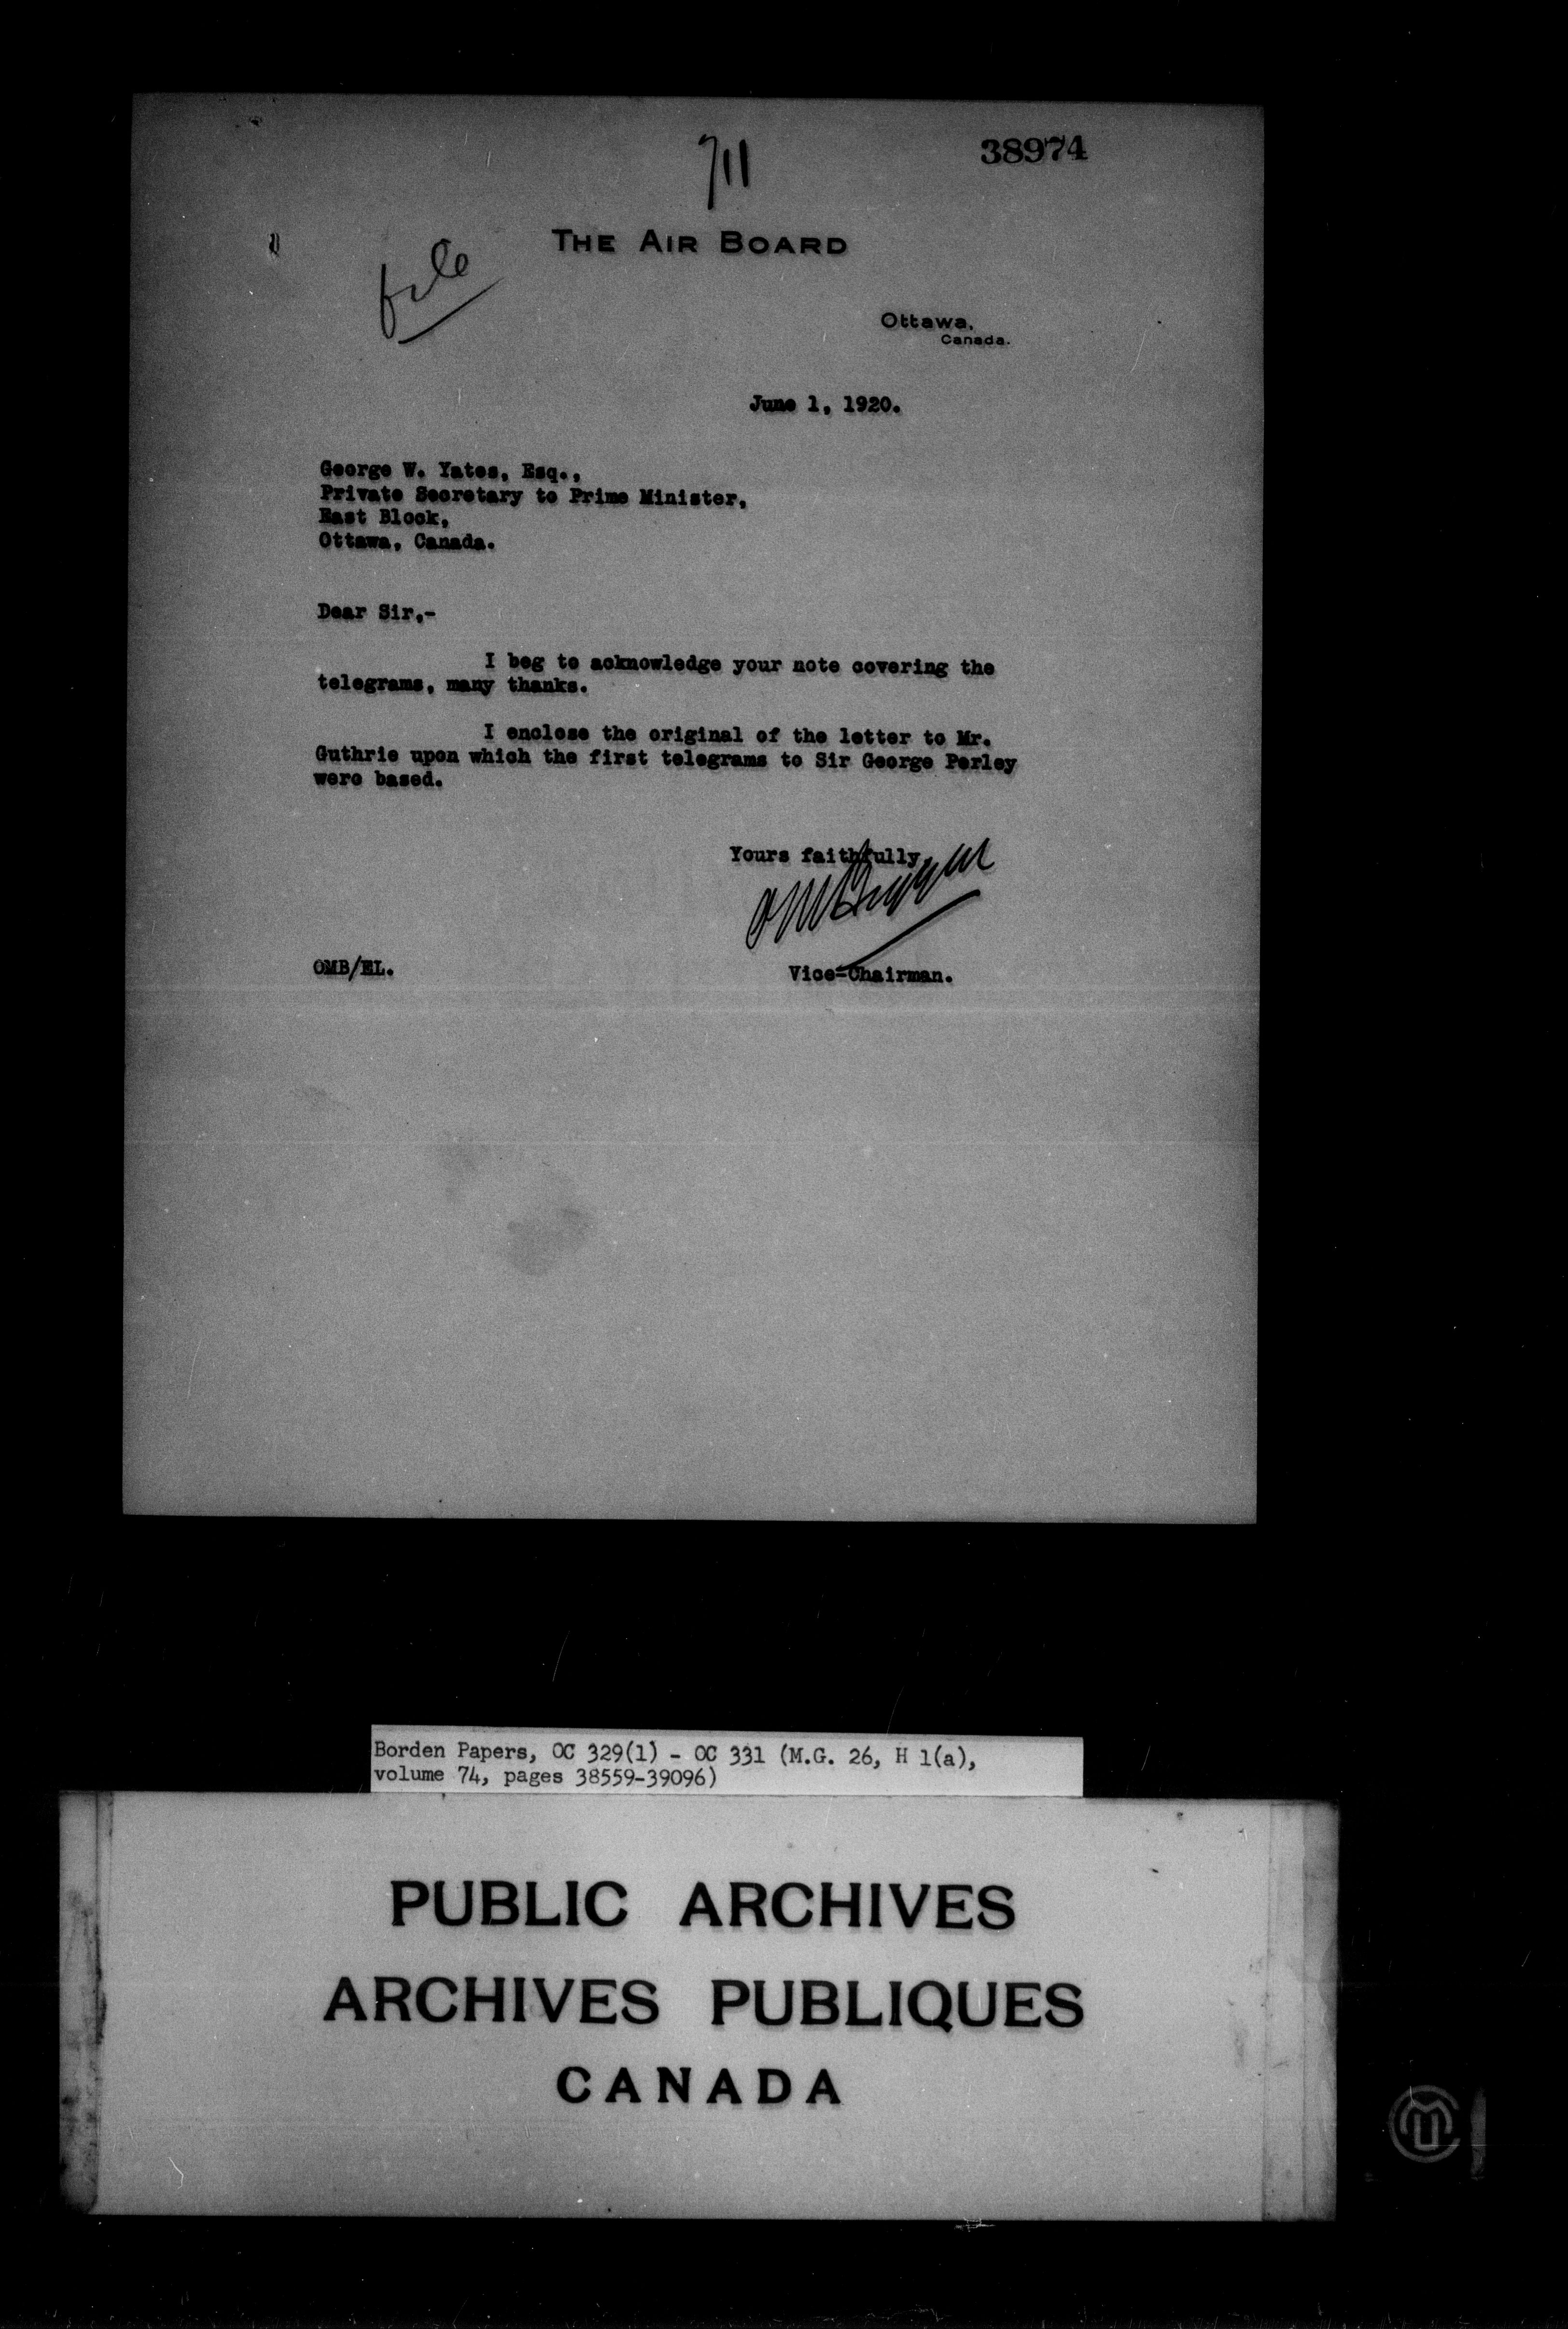 711
38974
THE AIR BOARD
file
Ottawa,
Canada.
June 1, 1920.
George W. Yates, Esq.,
Private Secretary to Prime Minister,
East Block,
Ottawa, Canada.
Dear Sir,-
I beg to acknowledge your note covering the
telegrams, many thanks.
I enclose the original of the letter to Mr.
Guthrie upon which the first telegrams to Sir George Perley
were based.
Yours faithfully,
OMBiggar
OMB/EL.
Vice-Chairman.
Borden Papers, OC 329(1) - OC 331 (M.G. 26, H 1(a),
volume 74, pages 38559-39096)
PUBLIC ARCHIVES
ARCHIVES PUBLIQUES
CANADA